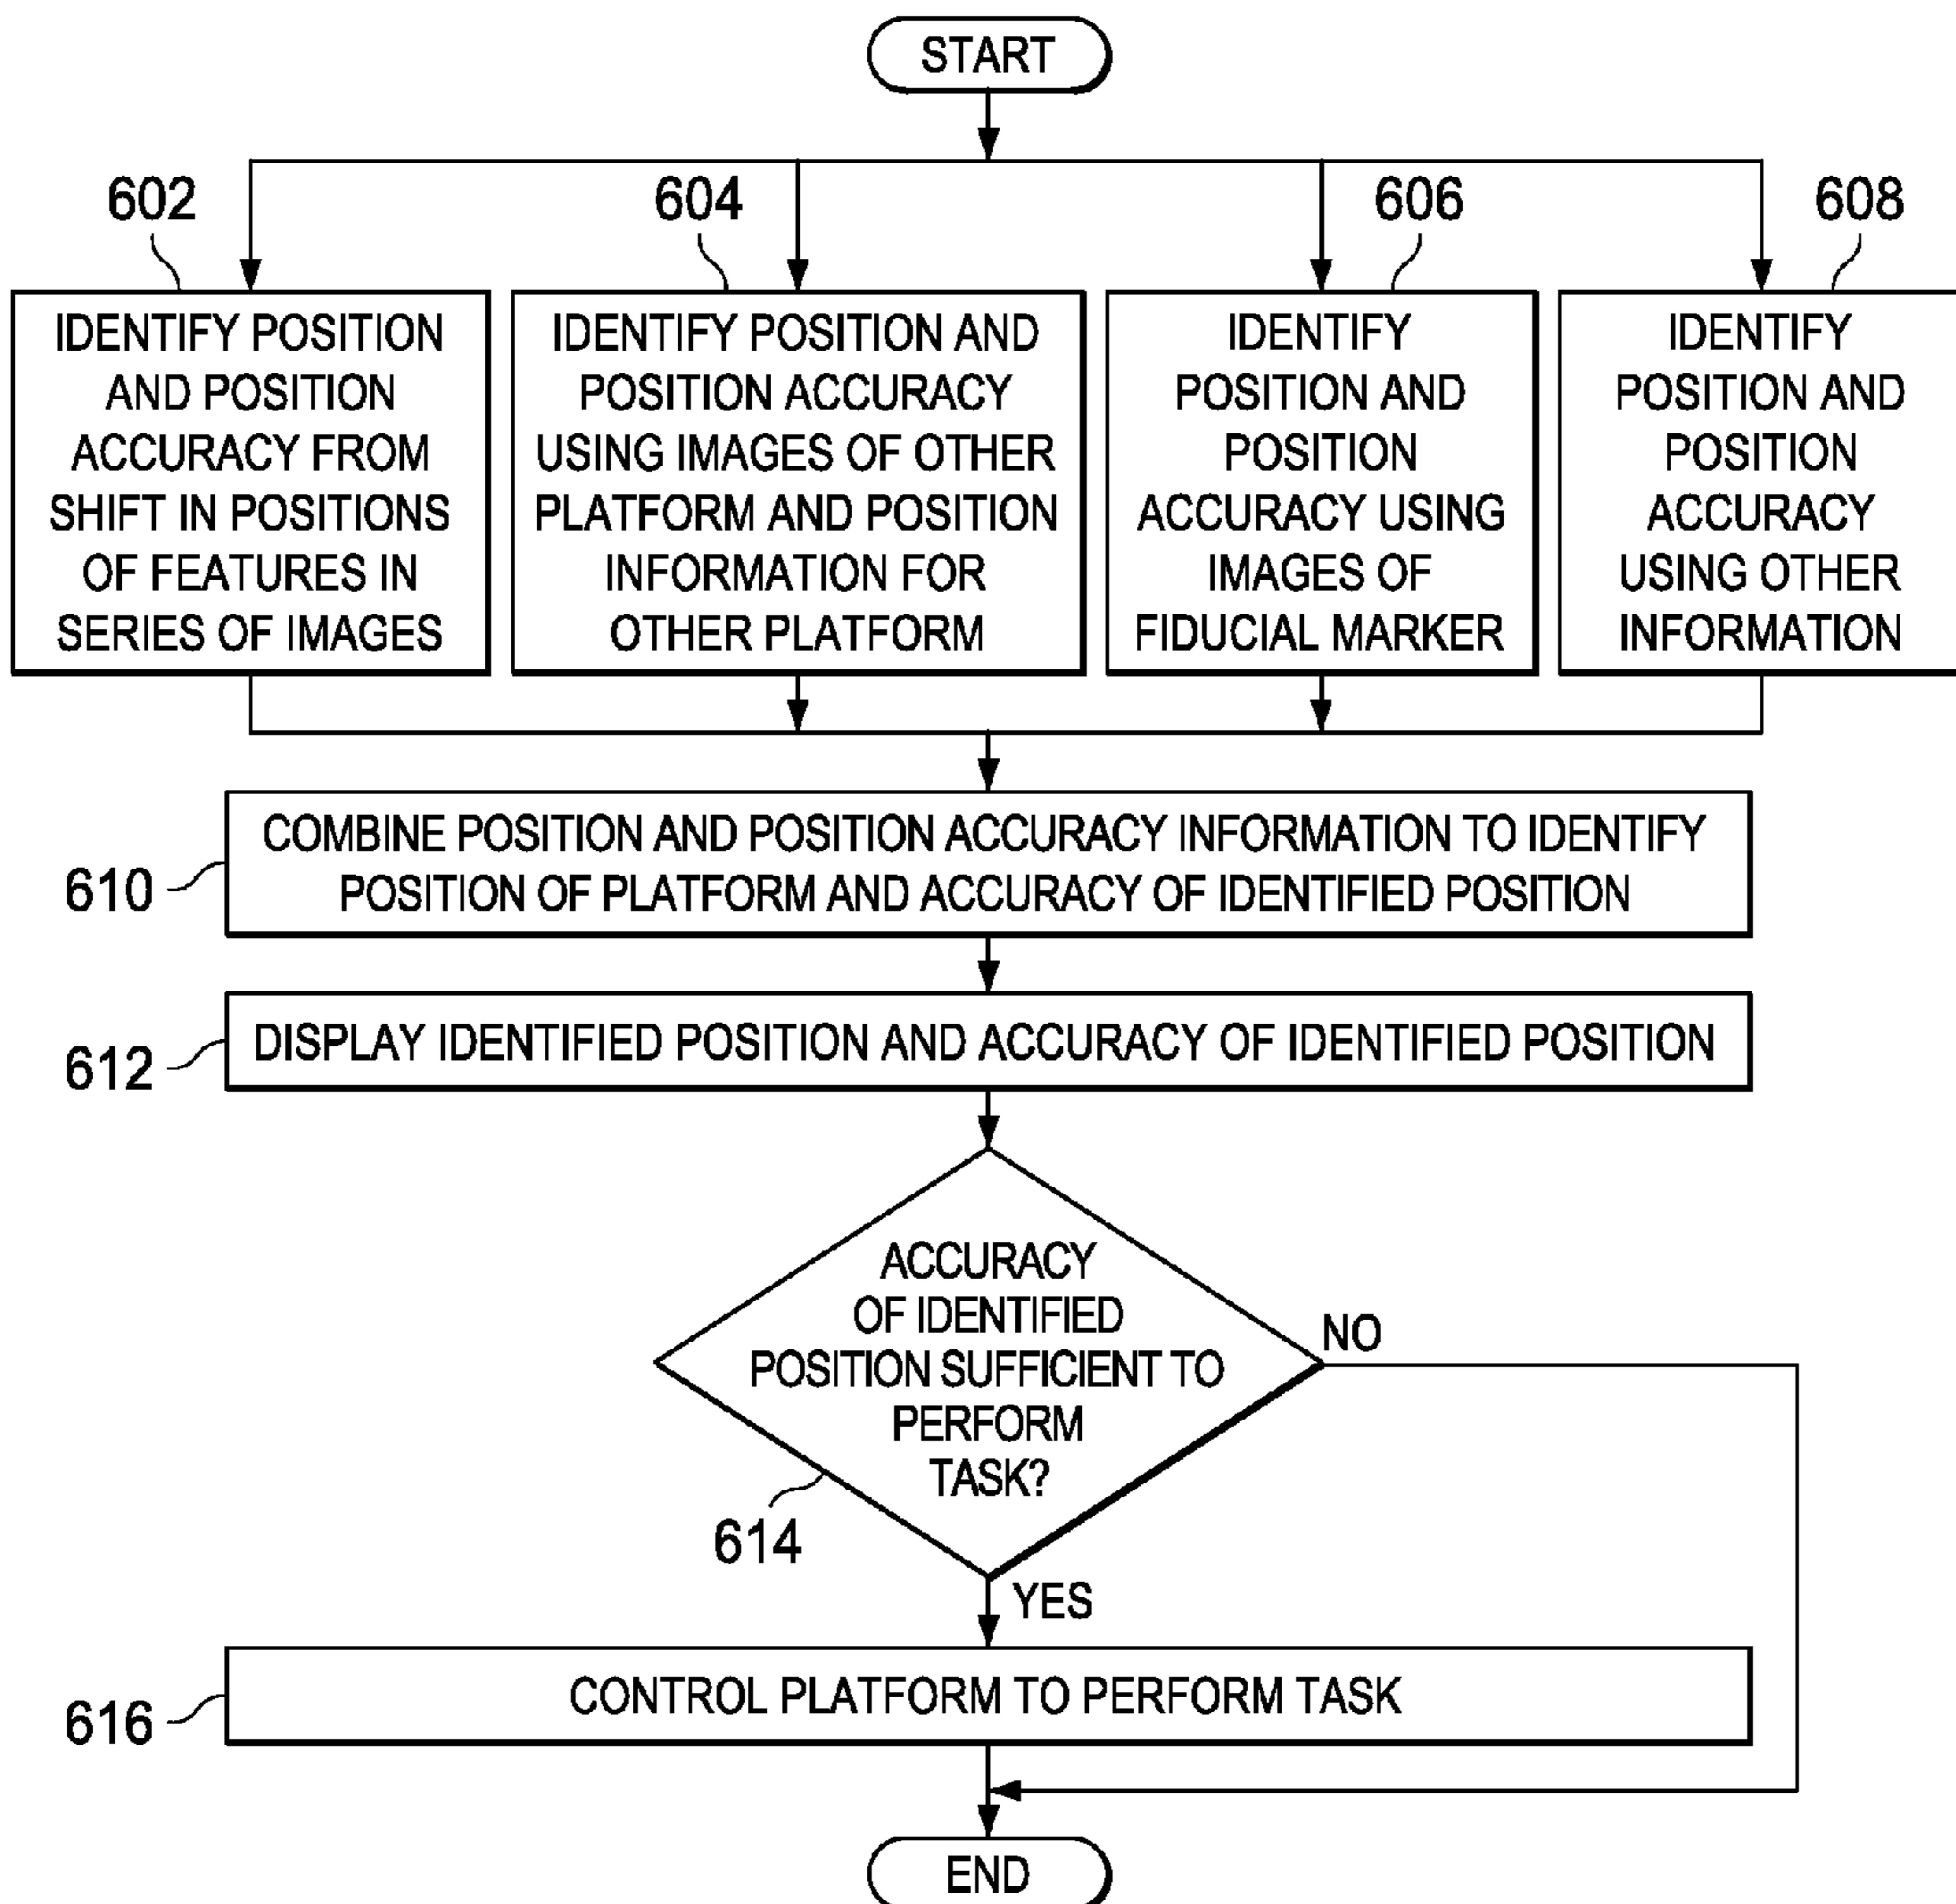 START
602
604
606
608
IDENTIFY POSITION
AND POSITION
ACCURACY FROM
SHIFT IN POSITIONS
OF FEATURES IN
SERIES OF IMAGES
IDENTIFY POSITION AND
POSITION ACCURACY
USING IMAGES OF OTHER
PLATFORM AND POSITION
INFORMATION FOR
OTHER PLATFORM
IDENTIFY
POSITION AND
POSITION
ACCURACY USING
IMAGES OF
FIDUCIAL MARKER
IDENTIFY
POSITION AND
POSITION
ACCURACY
USING OTHER
INFORMATION
COMBINE POSITION AND POSITION ACCURACY INFORMATION TO IDENTIFY
POSITION OF PLATFORM AND ACCURACY OF IDENTIFIED POSITION
610
DISPLAY IDENTIFIED POSITION AND ACCURACY OF IDENTIFIED POSITION
612
ACCURACY
OF IDENTIFIED
POSITION SUFFICIENT TO
PERFORM
TASK?
NO
614
YES
CONTROL PLATFORM TO PERFORM TASK
616
END